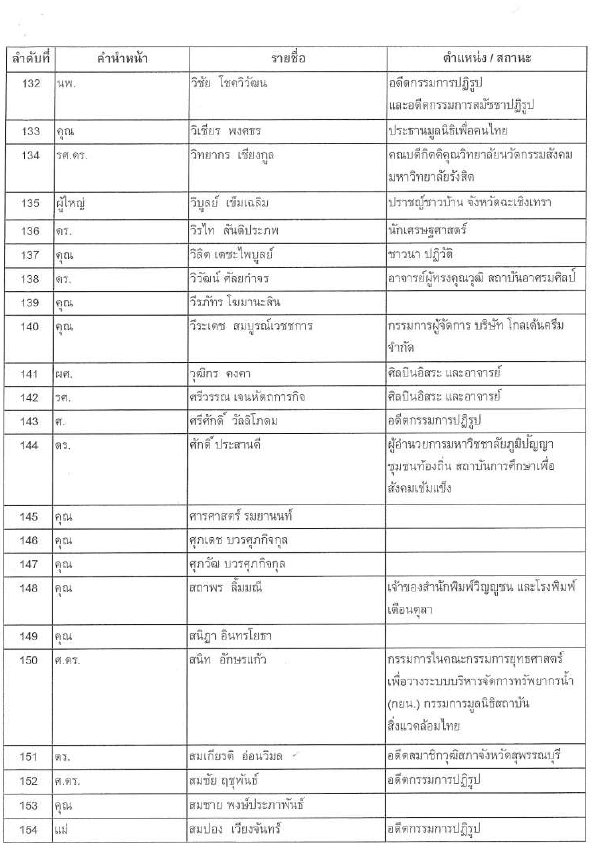 ลำดับที่ คำนำหน้า รายชื่อ ตำแหน่ง / สถานะ
132 นพ. วิชัย โชควิวัฒน อดีตกรรมการปฏิรูป
และอดีตกรรมการสมัชชาปฏิรูป
133 คุณ วิเชียร พงศธร ประธานมูลนิธิเพื่อคนไทย
134 รศ.ดร. วิทยากร เชียงกูล คณบดีกิตติคุณวิทยาลัยนวัตกรรมสังคม
มหาวิทยาลัยรังสิต
135 ผู้ใหญ่ วิบูลย์ เข็มเฉลิม ปราชญ์ชาวบ้าน จังหวัดฉะเชิงเทรา
136 ดร. วิรไท สันติประภพ นักเศรษฐศาสตร์
137 คุณ วิลิต เตชะไพบูลย์ ชาวนา ปฏิวัติ
138 ดร. วิวัฒน์ ศัลยกำธร อาจารย์ผู้ทรงคุณวุฒิ สถาบันอาศรมศิลป์
139 คุณ วีรภัทร โฆมานะสิน
140 คุณ วีระเดช สมบูรณ์เวชชการ กรรมการผู้จัดการ บริษัท โกลเด้นครีม
จำกัด
141 ผศ. วุฒิกร คงคา ศิลปินอิสระ และอาจารย์
142 รศ. ศรีวรรณ เจนหัตถการกิจ ศิลปินอิสระ และอาจารย์
143 ศ. ศรีศักดิ์ วัลลิโภดม อดีตกรรมการปฏิรูป
144 ดร. ศักดิ์ ประสานดี ผู้อำนวยการมหาวิชชาลัยภูมิปัญญา
ชุมชนท้องถิ่น สถาบันการศึกษาเพื่อ
สังคมเข้มแข็ง
145 คุณ ศารศาสตร์ รมยานนท์
146 คุณ ศุภเดช บวรศุภกิจกุล
147 คุณ ศุภวัฒ บวรศุภกิจกุล
148 คุณ สถาพร ลิ้มมณี เจ้าของสำนักพิมพ์วิญญูชน และโรงพิมพ์
เดือนตุลา
149 คุณ สนิฎา อินทรโยธา
150 ศ.ดร. สนิท อักษรแก้ว กรรมการในคณะกรรมการยุทธศาสตร์
เพื่อวางระบบบริหารจัดการทรัพยากรน้ำ
(กยน.) กรรมการมูลนิธิสถาบัน
สิ่งแวดล้อมไทย
151 ดร. สมเกียรติ อ่อนวิมล อดีตสมาชิกวุฒิสภาจังหวัดสุพรรณบุรี
152 ศ.ดร. สมชัย ฤชุพันธ์ อดีตกรรมการปฏิรูป
153 คุณ สมชาย พงษ์ประภาพันธ์
154 แม่ สมปอง เวียงจันทร์ อดีตกรรมการปฏิรูป